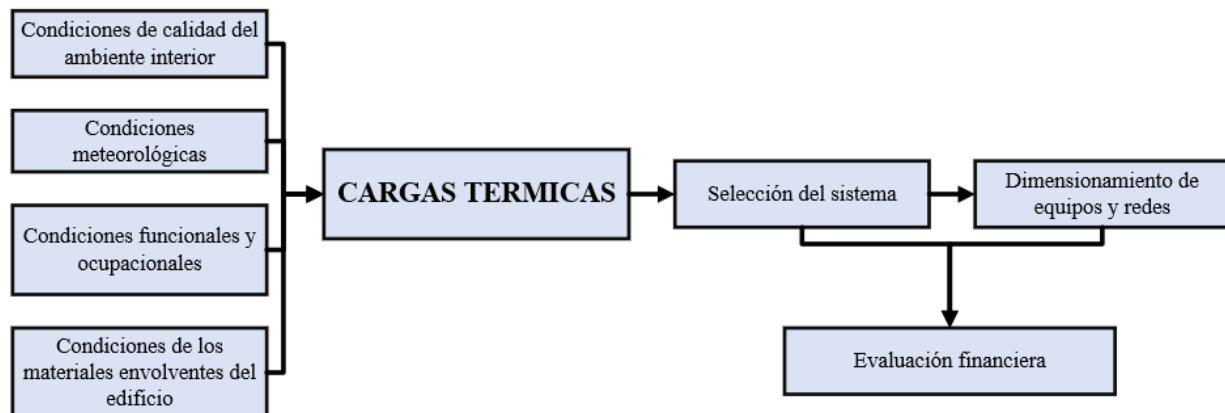 Condiciones de calidad del
ambiente interior
Condiciones
meteorológicas
Condiciones funcionales y
ocupacionales
Condiciones de los
materiales envolventes del
edificio
CARGAS TERMICAS
Selección del sistema
Dimensionamiento de
equipos y redes
Evaluación financiera